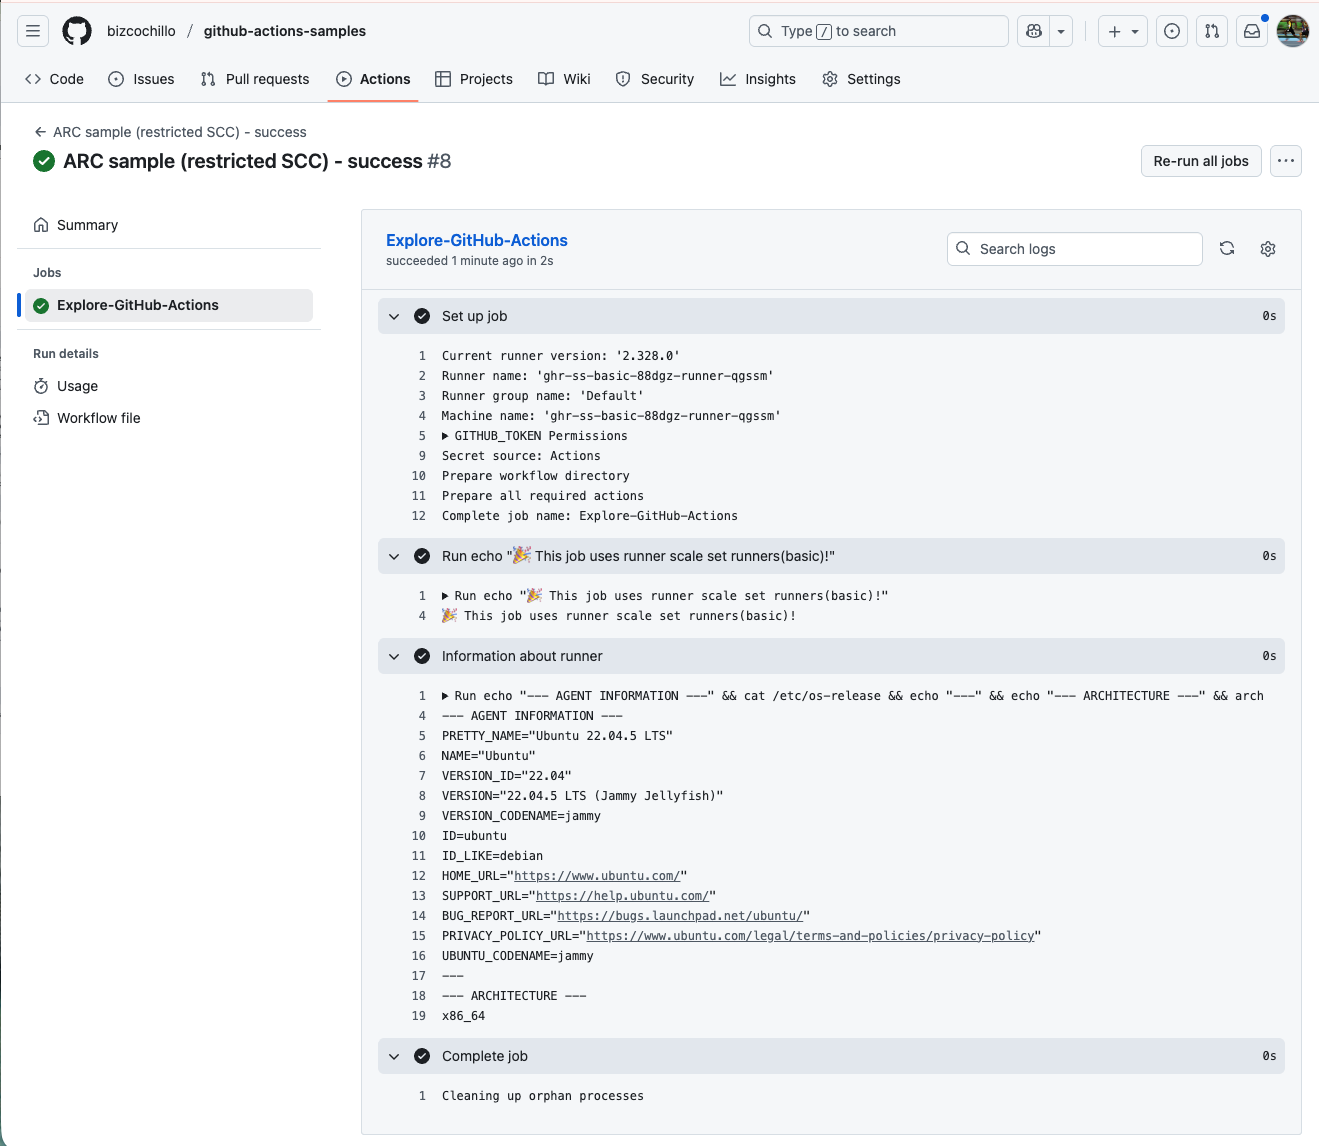 bizcochillo / github-actions-samples
Type / to search
Code
Issues
Pull requests
Actions
Projects
Wiki
Security
Insights
Settings
← ARC sample (restricted SCC) - success
ARC sample (restricted SCC) - success #8
Re-run all jobs
Summary
Jobs
Explore-GitHub-Actions
Run details
Usage
Workflow file
Explore-GitHub-Actions
succeeded 1 minute ago in 2s
Search logs
Set up job 0s
1 Current runner version: '2.328.0'
2 Runner name: 'ghr-ss-basic-88dgz-runner-qgssm'
3 Runner group name: 'Default'
4 Machine name: 'ghr-ss-basic-88dgz-runner-qgssm'
5 ▶ GITHUB_TOKEN Permissions
9 Secret source: Actions
10 Prepare workflow directory
11 Prepare all required actions
12 Complete job name: Explore-GitHub-Actions
Run echo "🎉 This job uses runner scale set runners(basic)!" 0s
1 ▶ Run echo "🎉 This job uses runner scale set runners(basic)!"
4 🎉 This job uses runner scale set runners(basic)!
Information about runner 0s
1 ▶ Run echo "--- AGENT INFORMATION ---" && cat /etc/os-release && echo "---" && echo "--- ARCHITECTURE ---" && arch
4 --- AGENT INFORMATION ---
5 PRETTY_NAME="Ubuntu 22.04.5 LTS"
6 NAME="Ubuntu"
7 VERSION_ID="22.04"
8 VERSION="22.04.5 LTS (Jammy Jellyfish)"
9 VERSION_CODENAME=jammy
10 ID=ubuntu
11 ID_LIKE=debian
12 HOME_URL="https://www.ubuntu.com/"
13 SUPPORT_URL="https://help.ubuntu.com/"
14 BUG_REPORT_URL="https://bugs.launchpad.net/ubuntu/"
15 PRIVACY_POLICY_URL="https://www.ubuntu.com/legal/terms-and-policies/privacy-policy"
16 UBUNTU_CODENAME=jammy
17 ---
18 --- ARCHITECTURE ---
19 x86_64
Complete job 0s
1 Cleaning up orphan processes